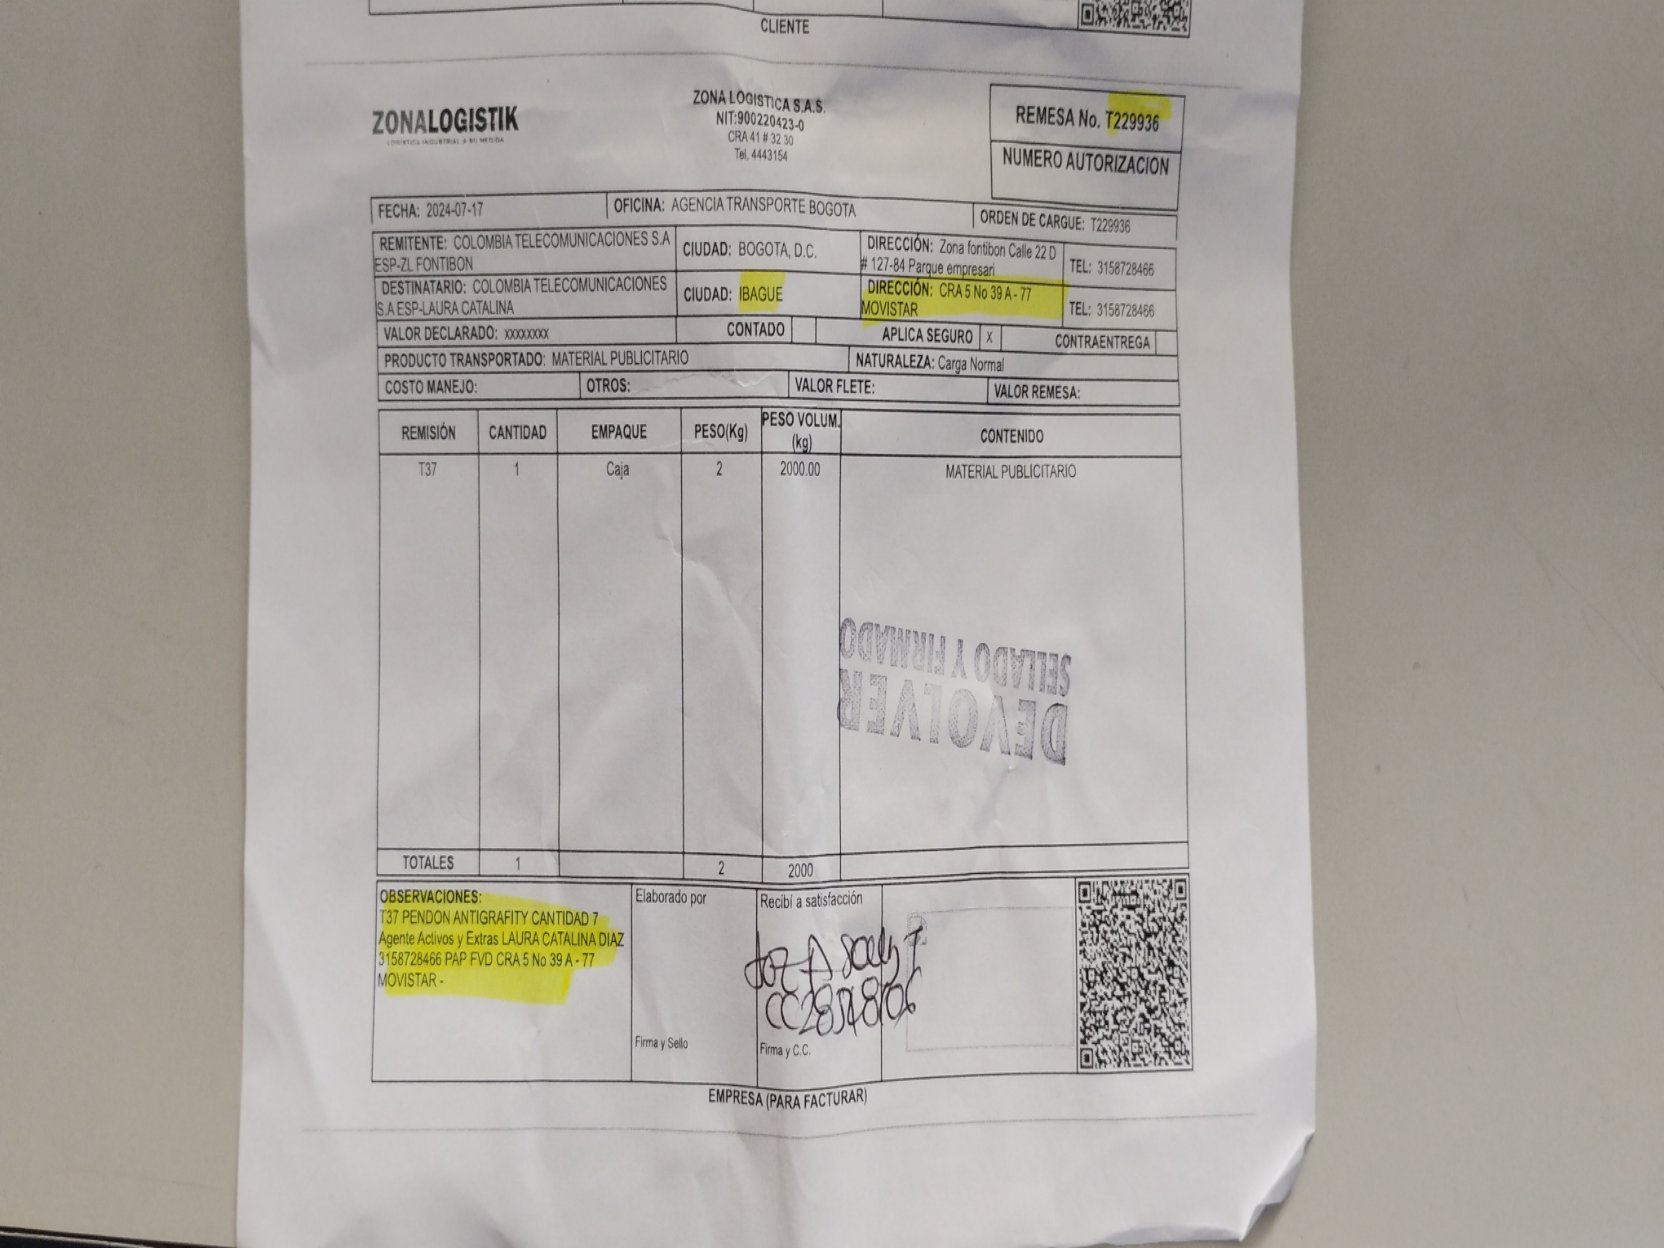 CLIENTE
ZONALOGISTIK
LOGÍSTICA INDUSTRIAL A SU MEDIDA
ZONA LOGISTICA S.A.S.
NIT:900220423-0
CRA 41 # 32 30
Tel. 4443154
REMESA No. T229936
NUMERO AUTORIZACION
FECHA: 2024-07-17 OFICINA: AGENCIA TRANSPORTE BOGOTA ORDEN DE CARGUE: T229936
REMITENTE: COLOMBIA TELECOMUNICACIONES S.A
ESP-ZL FONTIBON
CIUDAD: BOGOTA, D.C.
DIRECCIÓN: Zona fontibon Calle 22 D
# 127-84 Parque empresari
TEL: 3158728466
DESTINATARIO: COLOMBIA TELECOMUNICACIONES
S.A ESP-LAURA CATALINA
CIUDAD: IBAGUE
DIRECCIÓN: CRA 5 No 39 A - 77
MOVISTAR
TEL: 3158728466
VALOR DECLARADO: xxxxxxxx CONTADO APLICA SEGURO x CONTRAENTREGA
PRODUCTO TRANSPORTADO: MATERIAL PUBLICITARIO NATURALEZA: Carga Normal
COSTO MANEJO: OTROS: VALOR FLETE: VALOR REMESA:
REMISIÓN CANTIDAD EMPAQUE PESO(Kg) PESO VOLUM. (kg) CONTENIDO
T37 1 Caja 2 2000.00 MATERIAL PUBLICITARIO
DEVOLVER
SELLADO Y FIRMADO
TOTALES 1 2 2000
OBSERVACIONES:
T37 PENDON ANTIGRAFITY CANTIDAD 7
Agente Activos y Extras LAURA CATALINA DIAZ
3158728466 PAP FVD CRA 5 No 39 A - 77
MOVISTAR -
Elaborado por
Firma y Sello
Recibí a satisfacción
Firma y C.C.
EMPRESA (PARA FACTURAR)